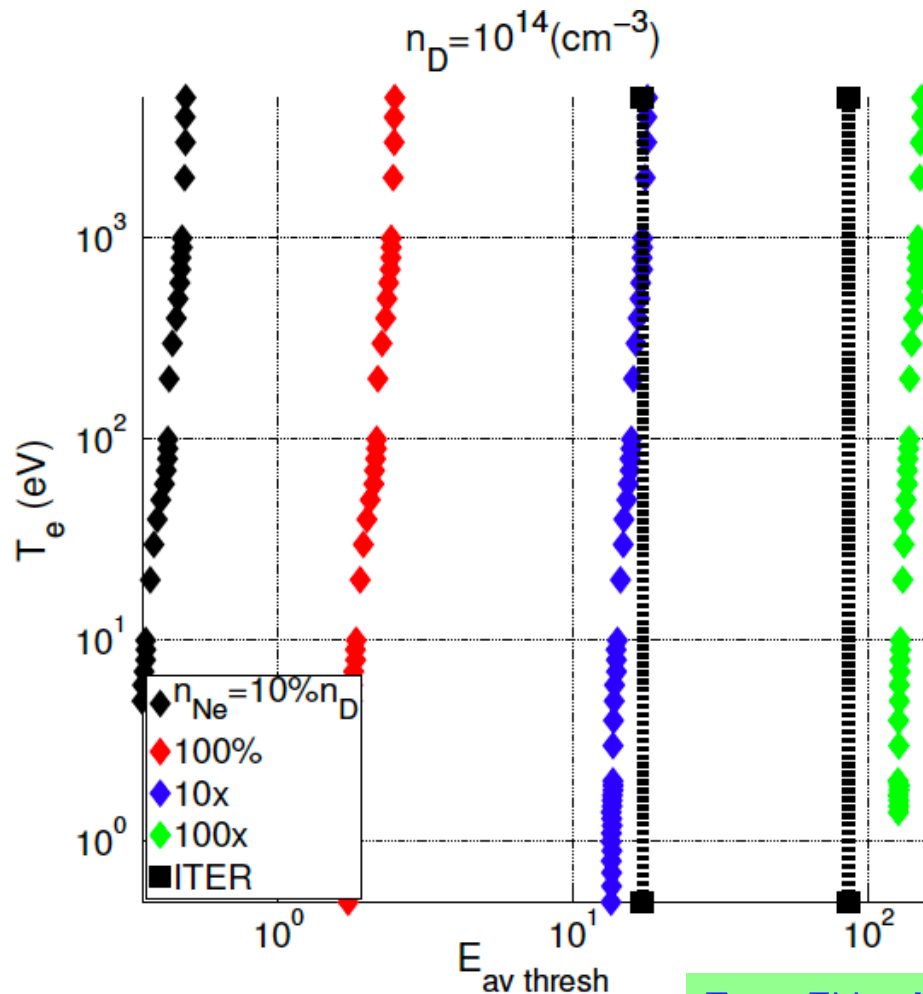 n_D=10^14(cm^-3)
10^3
10^2
T_e (eV)
10^1
n_Ne=10%n_D
100%
10x
100x
ITER
10^0
10^0
10^1
10^2
E_av thresh